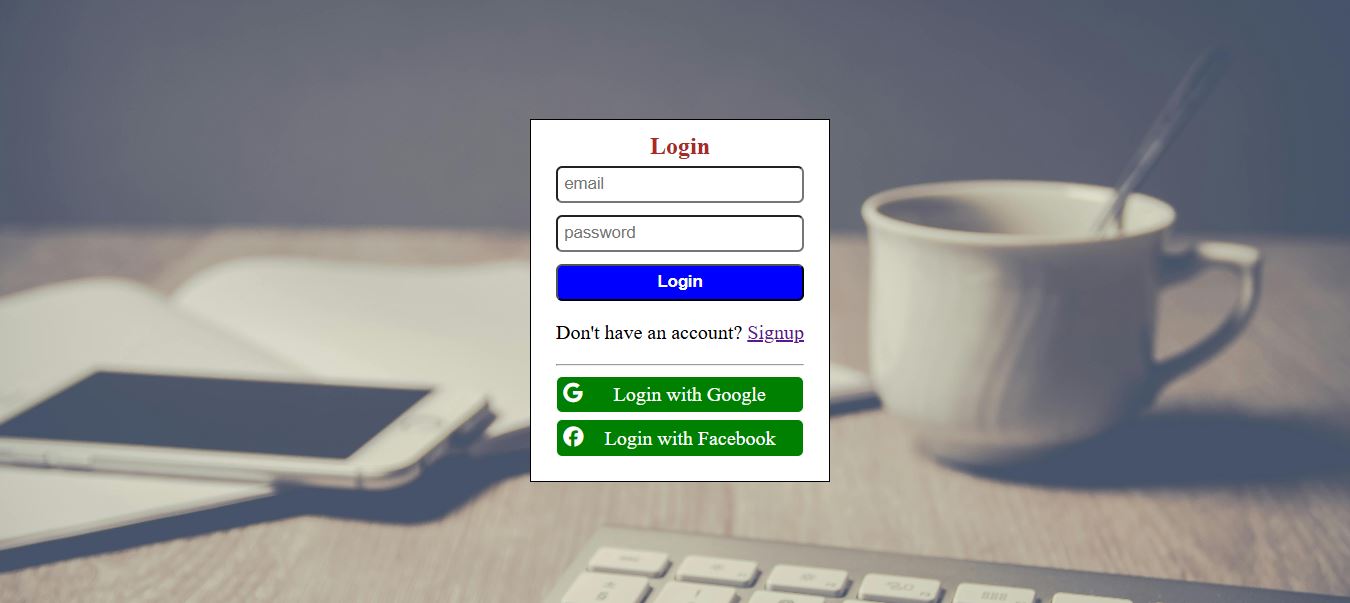 Login
email
password
Login
Don't have an account? Signup
Login with Google
Login with Facebook